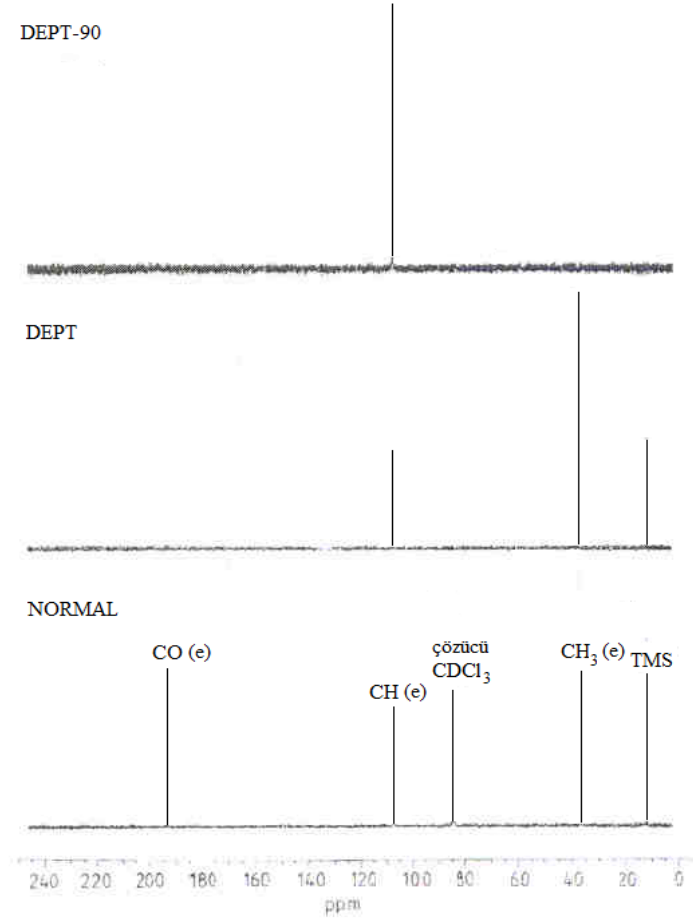 DEPT-90
DEPT
NORMAL
CO (e)
CH (e)
çözücü
CDCl3
CH3 (e)
TMS
240 220 200 180 160 140 120 100 80 60 40 20 0
ppm